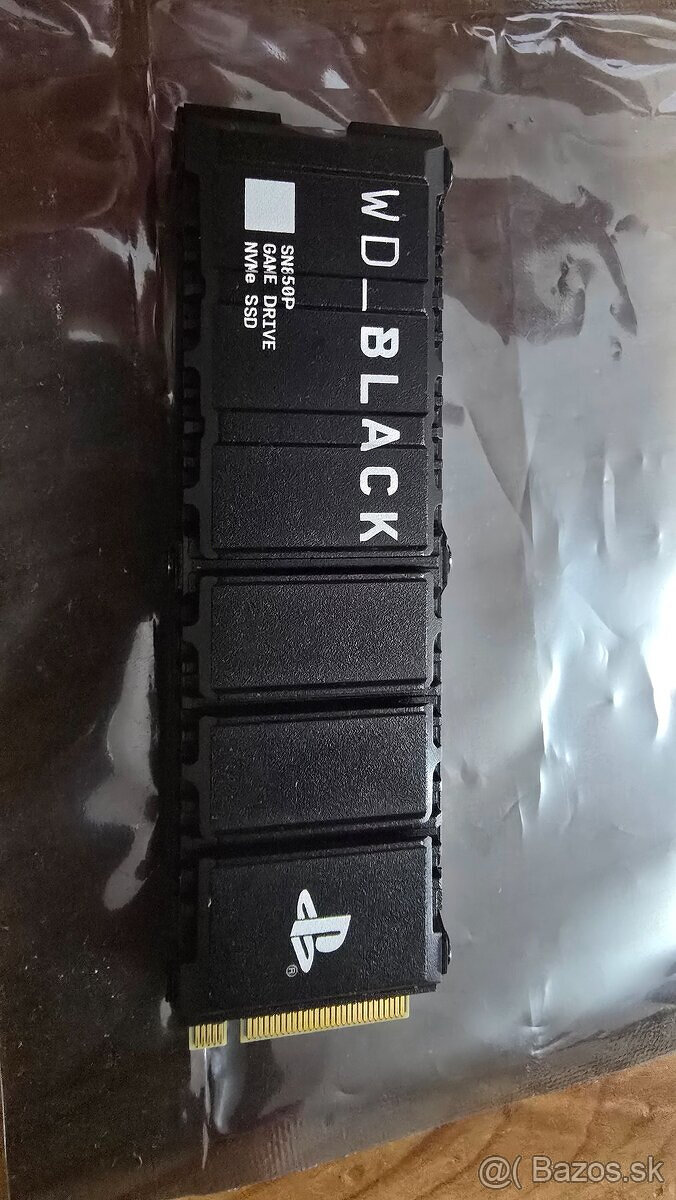 WD_BLACK
SN850P
GAME DRIVE
NVMe SSD
®
@( Bazos.sk